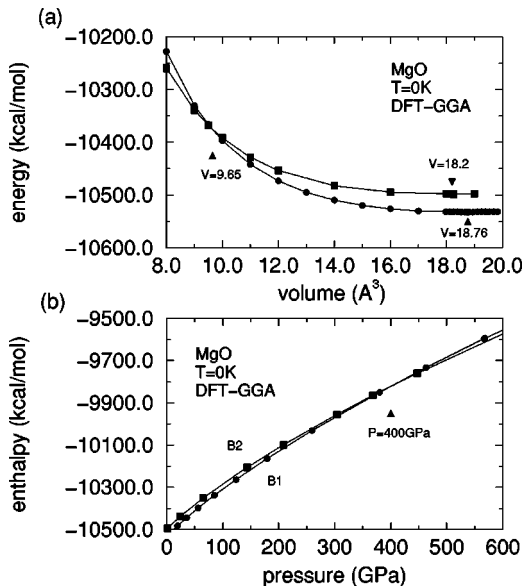 (a)
−10200.0
−10300.0
−10400.0
−10500.0
−10600.0
energy (kcal/mol)
MgO
T=0K
DFT−GGA
V=9.65
V=18.2
V=18.76
8.0 10.0 12.0 14.0 16.0 18.0 20.0
volume (A³)
(b)
−9500.0
−9700.0
−9900.0
−10100.0
−10300.0
−10500.0
enthalpy (kcal/mol)
MgO
T=0K
DFT−GGA
P=400GPa
B2
B1
0 100 200 300 400 500 600
pressure (GPa)